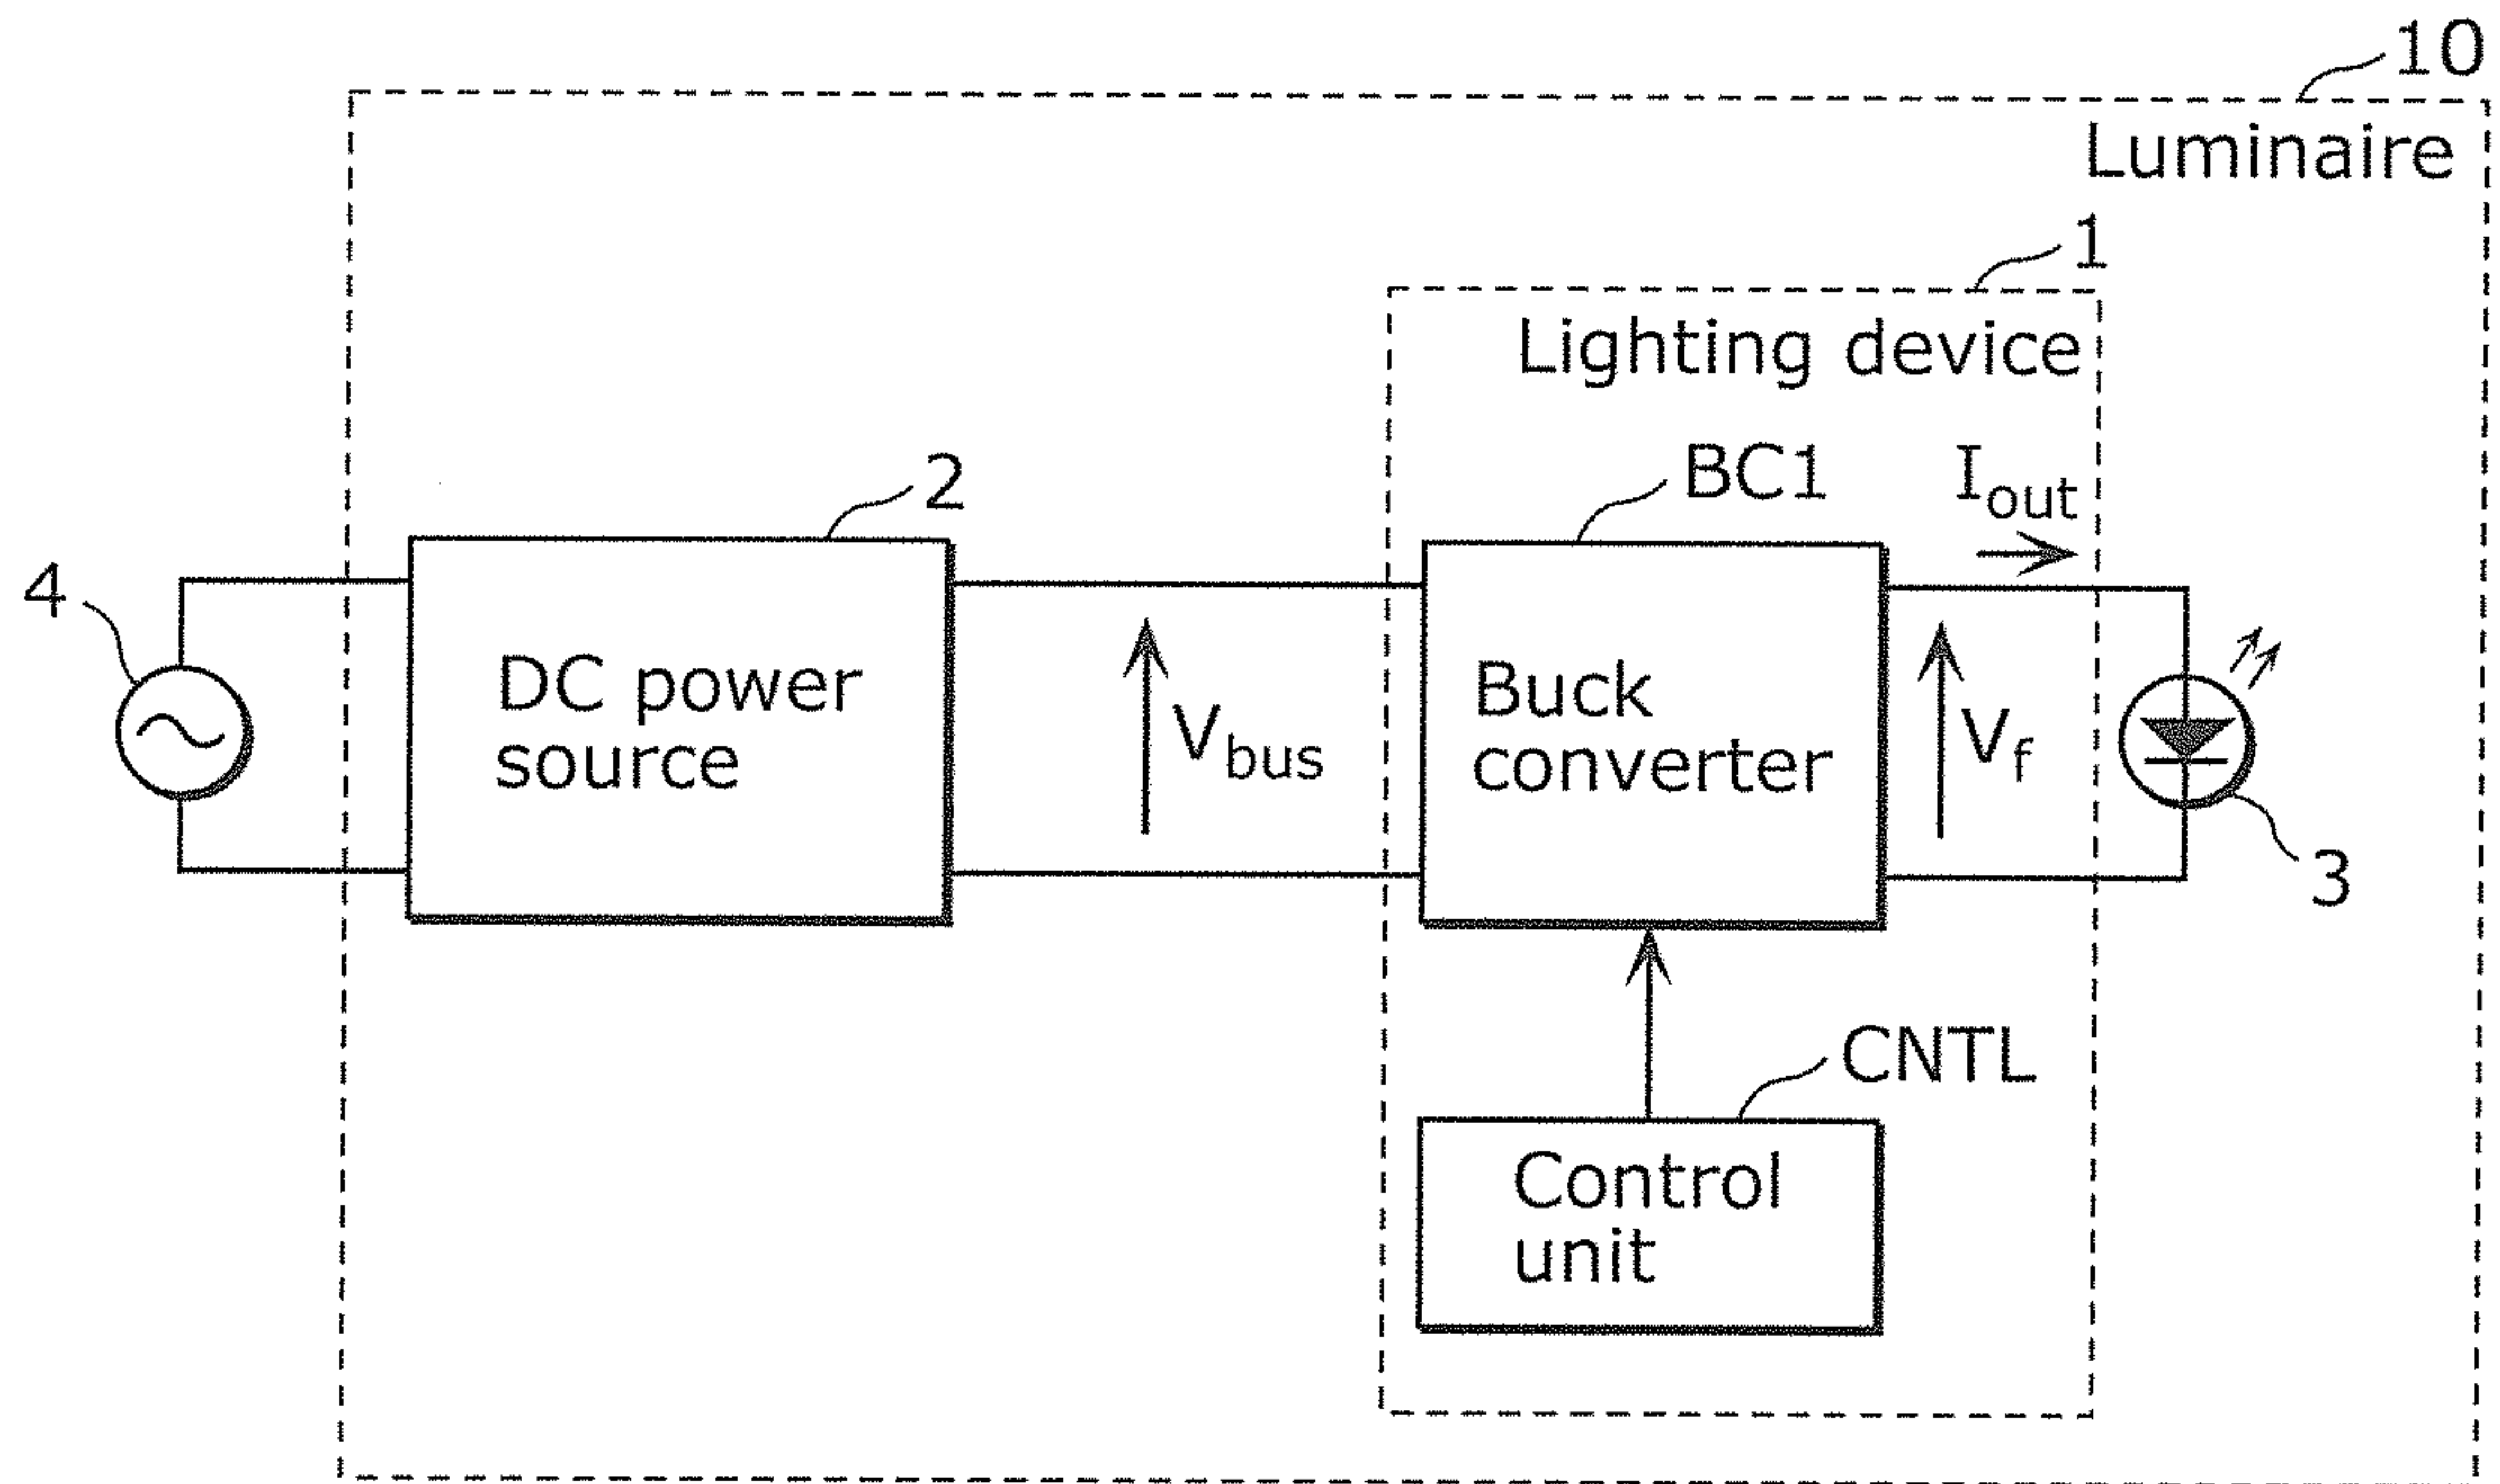 10
Luminaire
1
Lighting device
BC1
Iout
2
4
DC power
source
Vbus
Buck
converter
Vf
3
CNTL
Control
unit